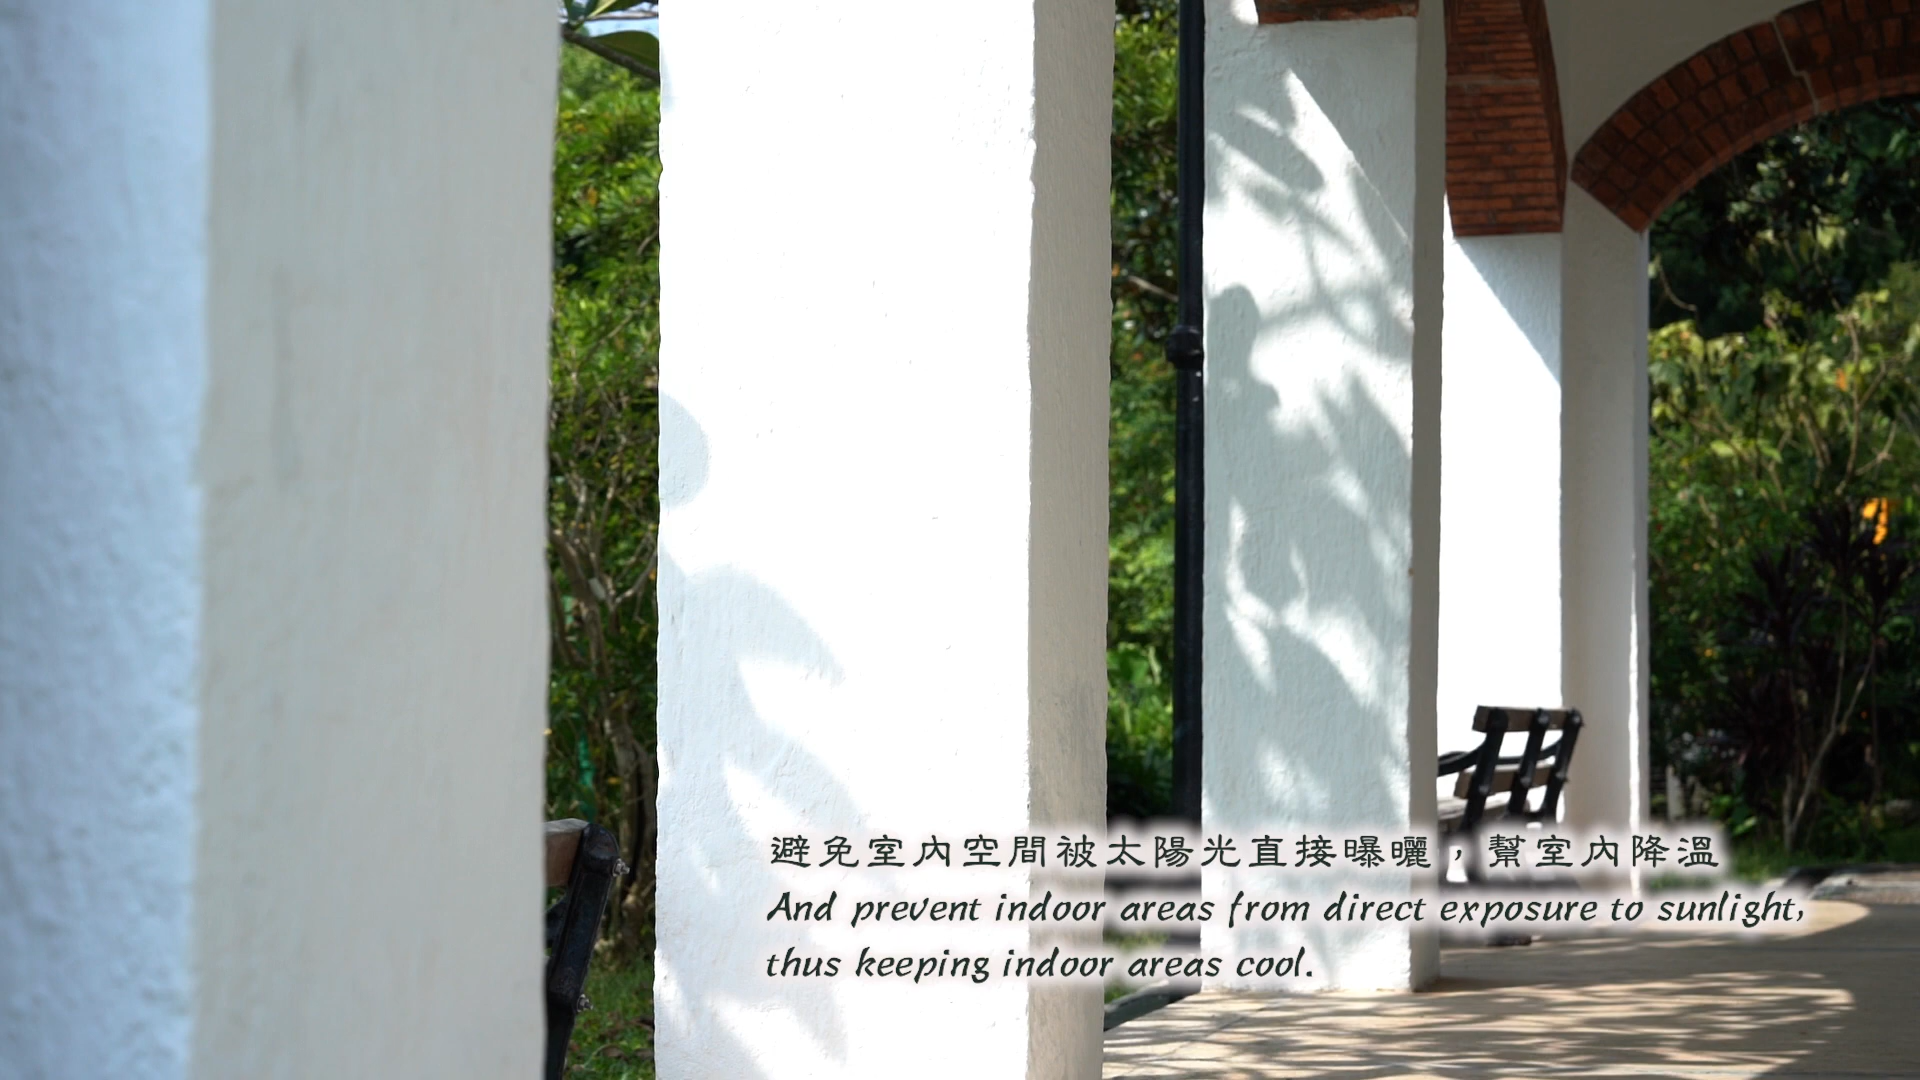 避免室內空間被太陽光直接曝曬，幫室內降溫
And prevent indoor areas from direct exposure to sunlight,
thus keeping indoor areas cool.